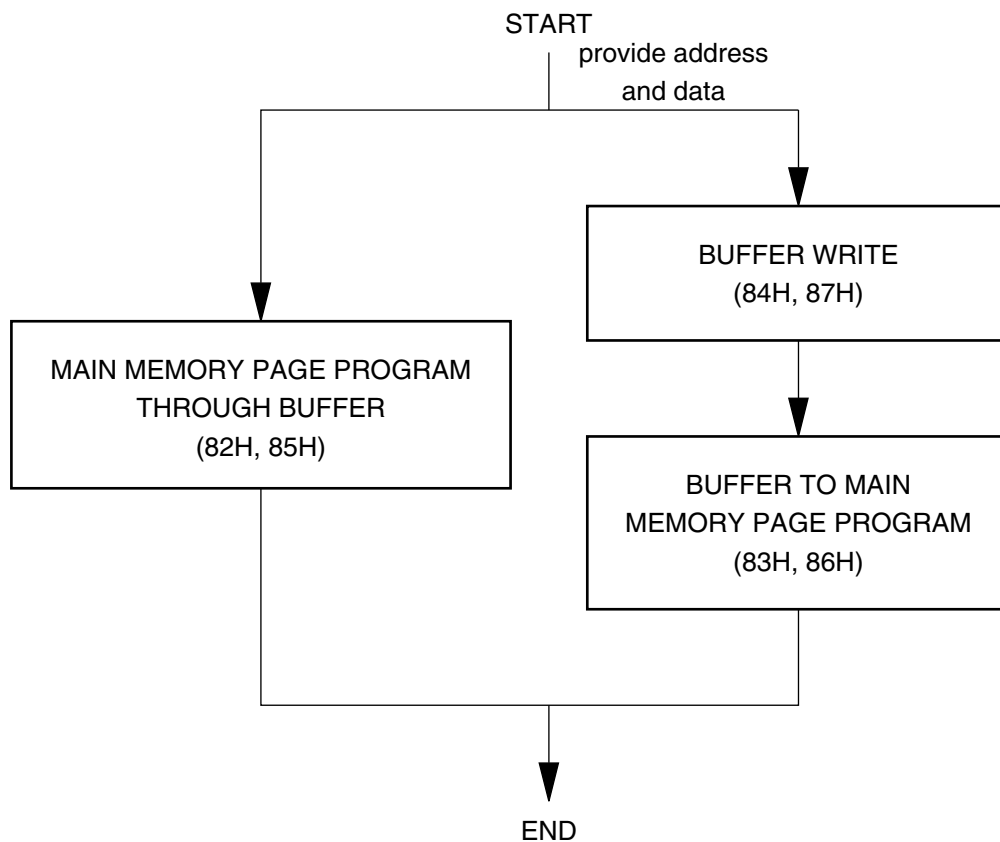 START
provide address
and data
BUFFER WRITE
(84H, 87H)
MAIN MEMORY PAGE PROGRAM
THROUGH BUFFER
(82H, 85H)
BUFFER TO MAIN
MEMORY PAGE PROGRAM
(83H, 86H)
END